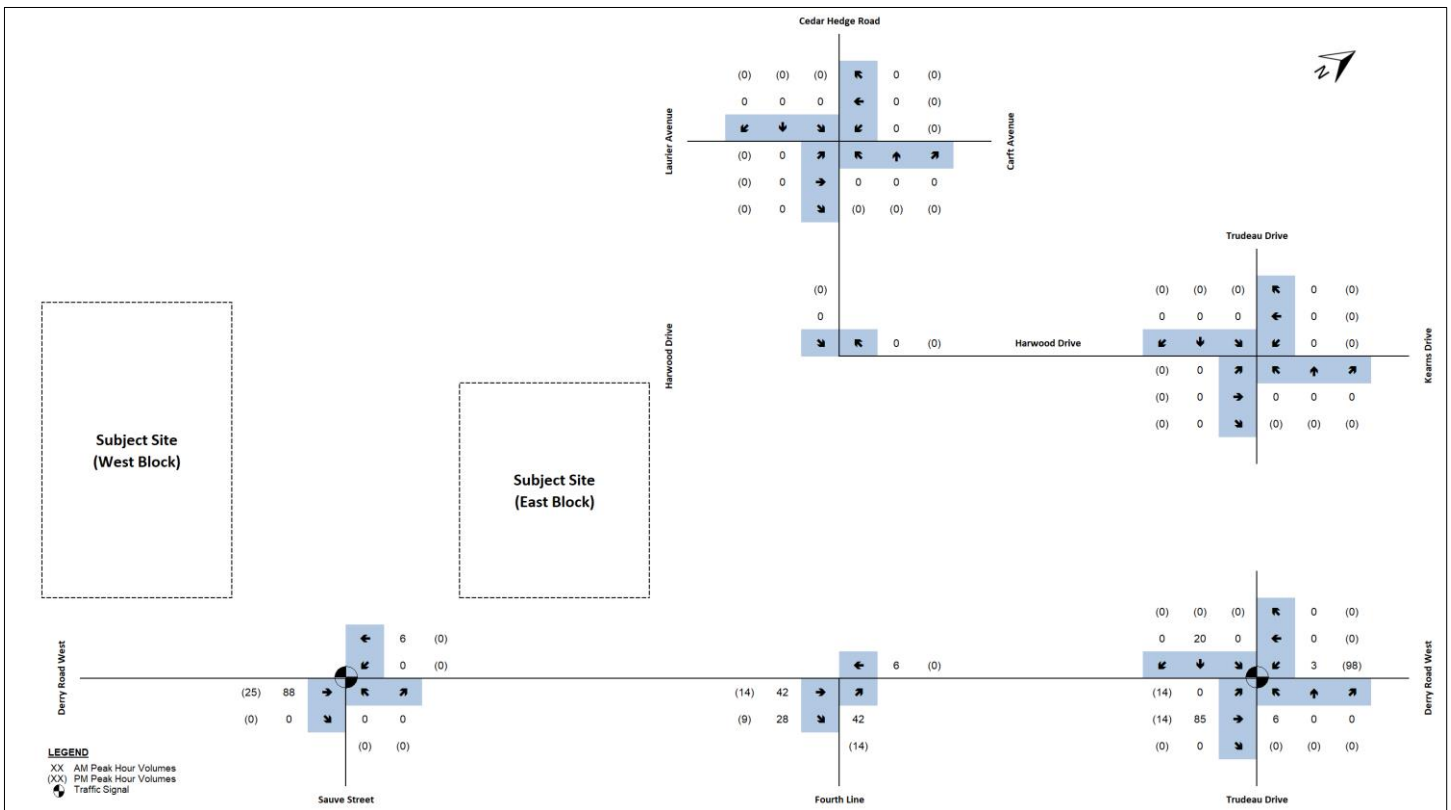 Cedar Hedge Road
N
(0) (0) (0) 0 (0)
0 0 0 0 (0)
0 (0)
Laurier Avenue
Carft Avenue
(0) 0
(0) 0 0 0 0
(0) 0 (0) (0) (0)
Trudeau Drive
(0)
0
0 (0)
Harwood Drive
Harwood Drive
(0) (0) (0) 0 (0)
0 0 0 0 (0)
0 (0)
Kearns Drive
(0) 0
(0) 0 0 0 0
(0) 0 (0) (0) (0)
Subject Site
(West Block)
Subject Site
(East Block)
Derry Road West
6 (0)
0 (0)
(25) 88
(0) 0 0 0
(0) (0)
Sauve Street
6 (0)
(14) 42
(9) 28 42
(14)
Fourth Line
(0) (0) (0) 0 (0)
0 20 0 0 (0)
3 (98)
(14) 0
(14) 85 6 0 0
(0) 0 (0) (0) (0)
Trudeau Drive
Derry Road West
LEGEND
XX AM Peak Hour Volumes
(XX) PM Peak Hour Volumes
Traffic Signal